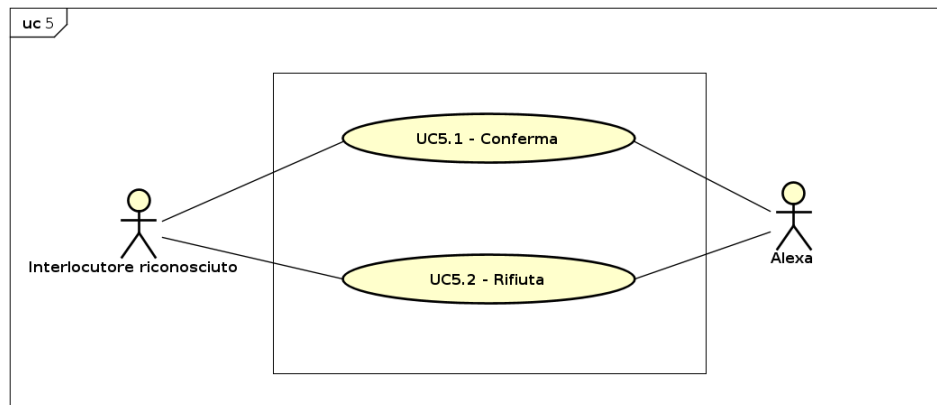 uc 5
UC5.1 - Conferma
Interlocutore riconosciuto
Alexa
UC5.2 - Rifiuta